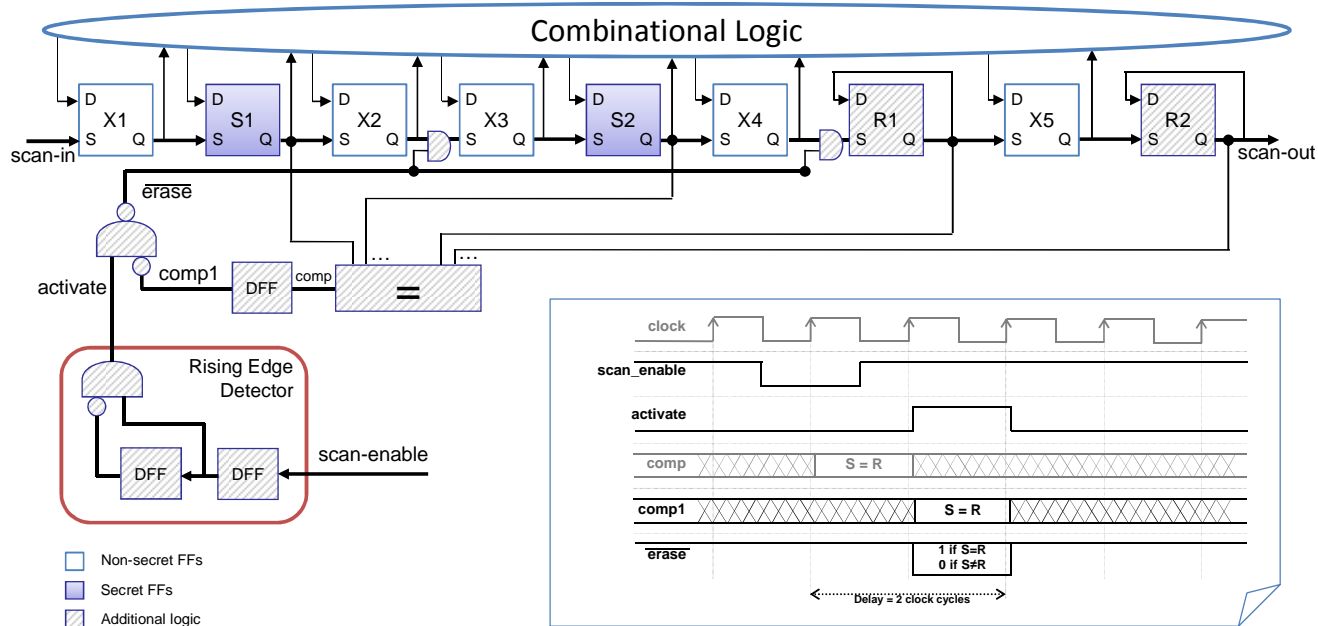 Combinational Logic
D
X1
S
Q
D
S1
S
Q
D
X2
S
Q
D
X3
S
Q
D
S2
S
Q
D
X4
S
Q
D
R1
S
Q
D
X5
S
Q
D
R2
S
Q
scan-in
scan-out
erase
...
...
comp1
DFF
comp
=
activate
Rising Edge
Detector
DFF
DFF
scan-enable
Non-secret FFs
Secret FFs
Additional logic
clock
scan_enable
activate
comp
S = R
comp1
S = R
erase
1 if S=R
0 if S≠R
Delay = 2 clock cycles